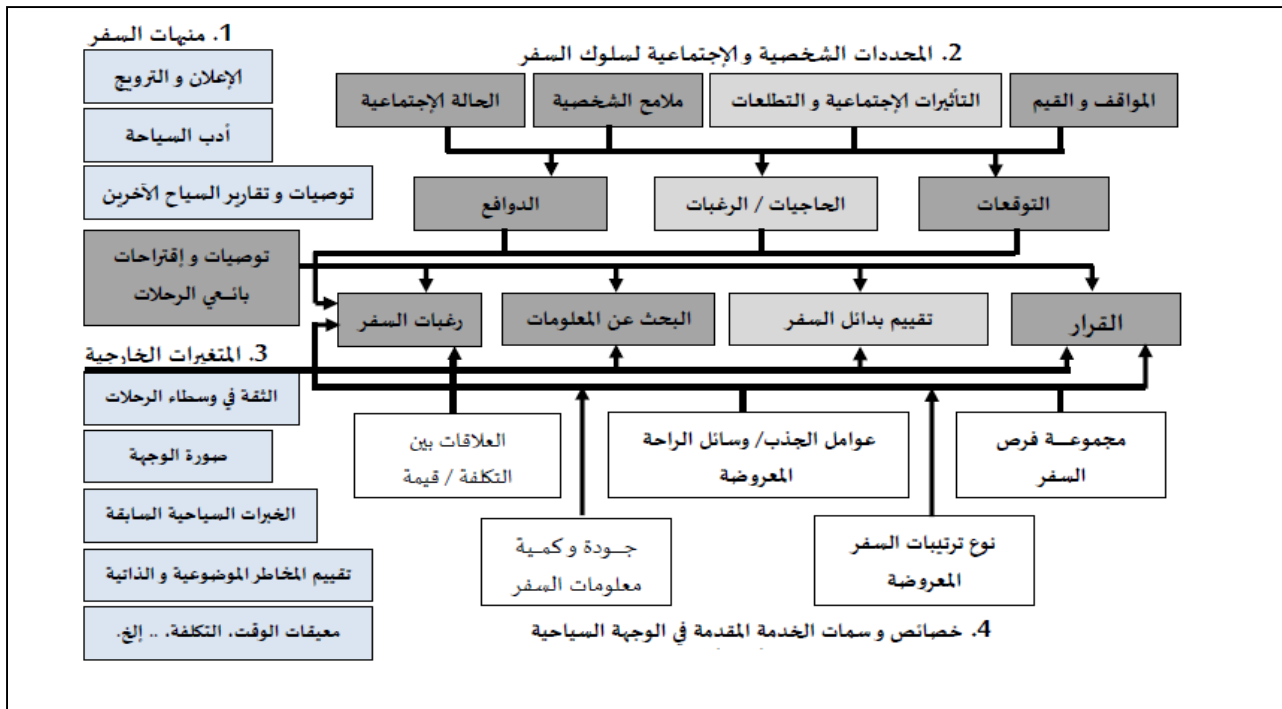 1. منبهات السفر
الإعلان و الترويج
أدب السياحة
توصيات و تقارير السياح الآخرين
توصيات و إقتراحات
بائـعي الرحلات
2. المحددات الشخصية و الإجتماعية لسلوك السفر
المواقف و القيم
التأثيرات الإجتماعية و التطلعات
ملامح الشخصية
الحالة الإجتماعية
التوقعات
الحاجيات / الرغبات
الدوافع
رغبات السفر
البحث عن المعلومات
تقييم بدائل السفر
القرار
3. المتغيرات الخارجية
الثقة في وسطاء الرحلات
صورة الوجهة
الخبرات السياحية السابقة
تقييم المخاطر الموضوعية و الذاتية
معيقات الوقت، التكلفة، .. إلخ.
مجموعـــة فرص
السفر
عوامل الجذب/ وسائل الراحة
المعروضة
العلاقات بين
التكلفة / قيمة
نوع ترتيبات السفر
المعروضة
جــودة و كمـية
معلومات السفر
4. خصائص و سمات الخدمة المقدمة في الوجهة السياحية